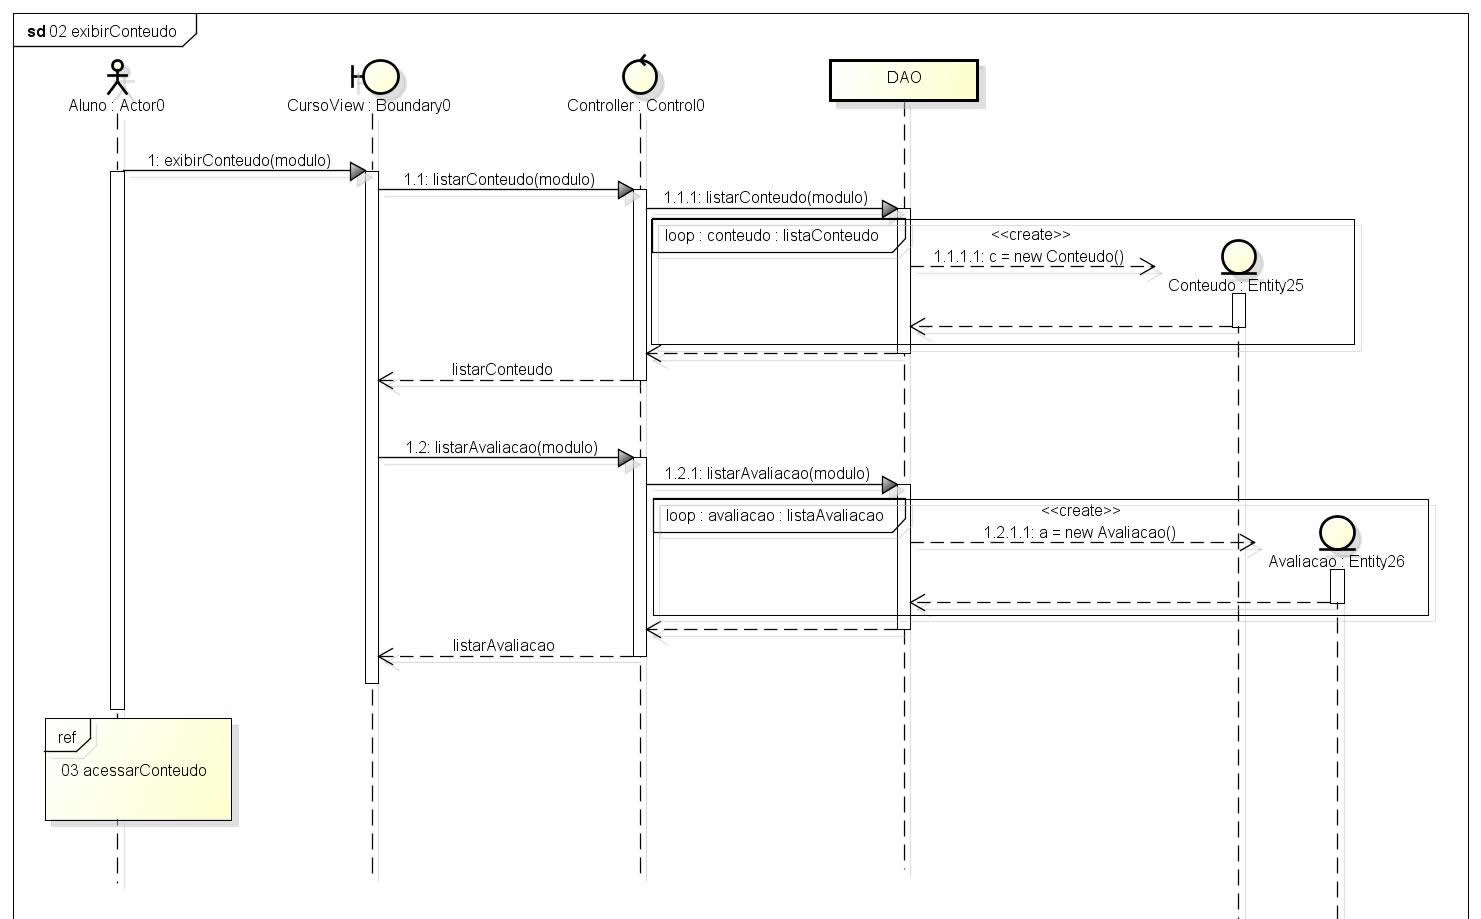 sd 02 exibirConteudo
DAO
Aluno : Actor0
CursoView : Boundary0
Controller : Control0
1: exibirConteudo(modulo)
1.1: listarConteudo(modulo)
1.1.1: listarConteudo(modulo)
loop : conteudo : listaConteudo
<<create>>
1.1.1.1: c = new Conteudo()
Conteudo : Entity25
listarConteudo
1.2: listarAvaliacao(modulo)
1.2.1: listarAvaliacao(modulo)
loop : avaliacao : listaAvaliacao
<<create>>
1.2.1.1: a = new Avaliacao()
Avaliacao : Entity26
listarAvaliacao
ref
03 acessarConteudo